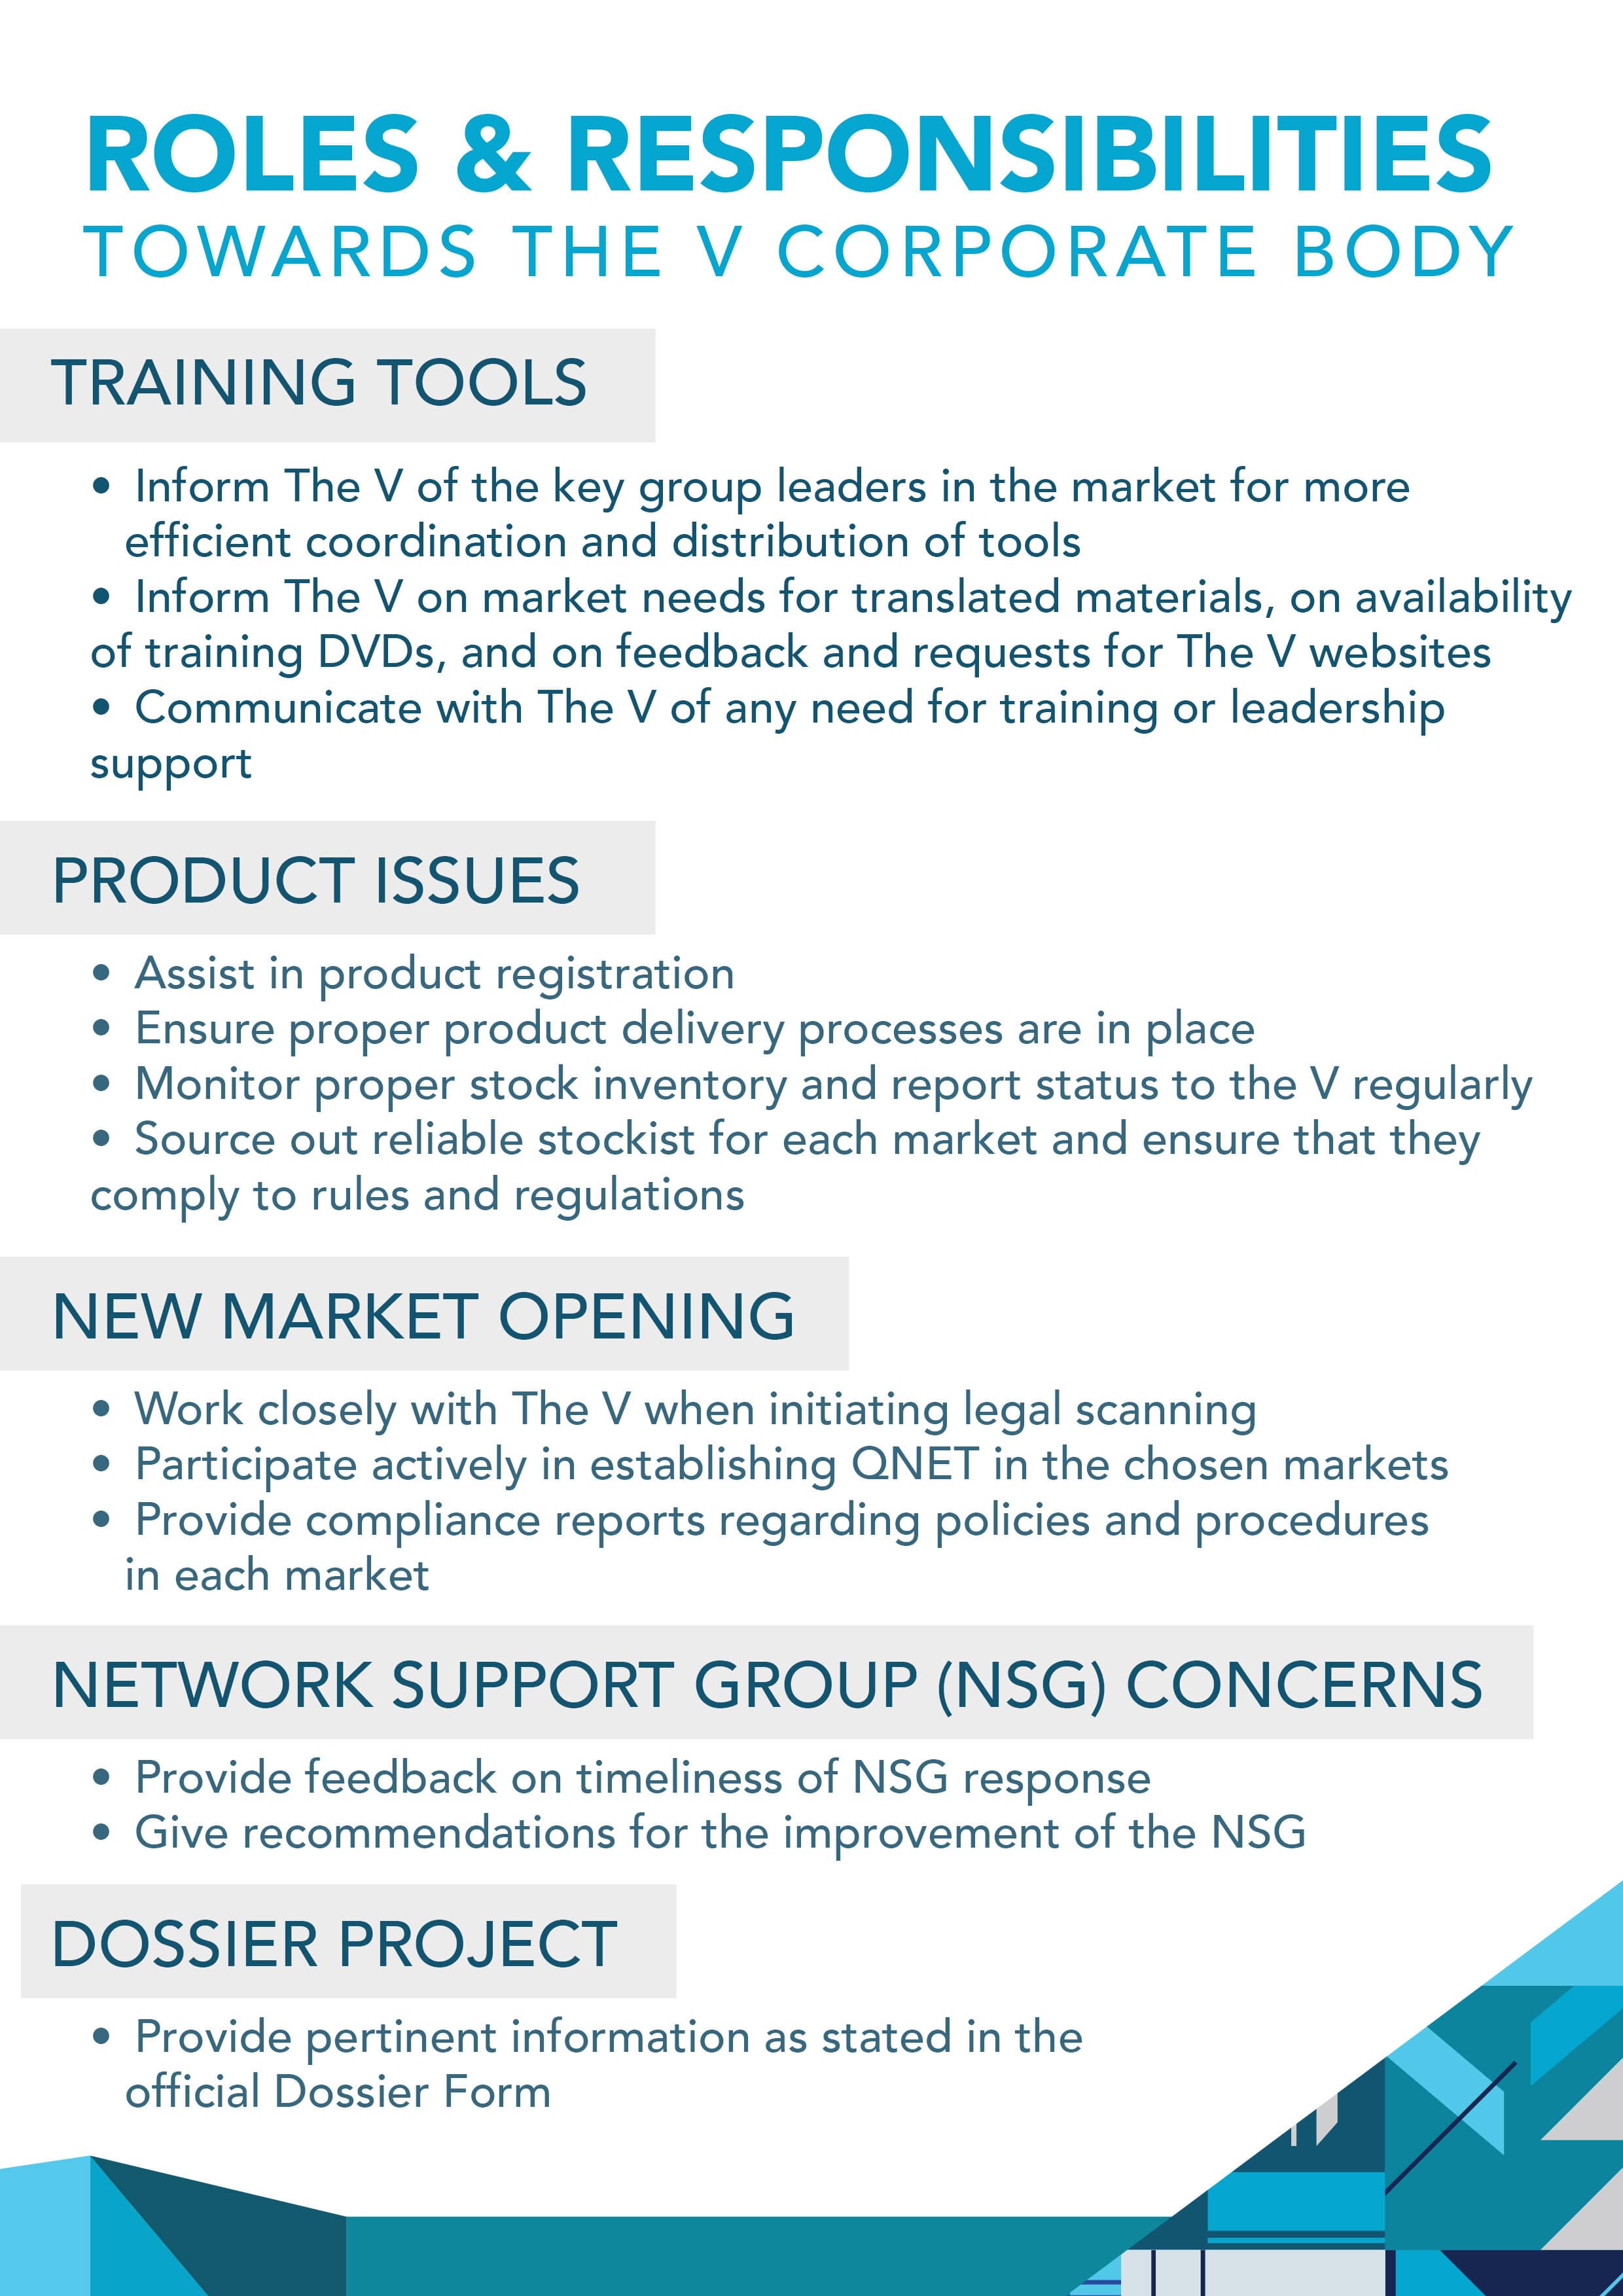 ROLES & RESPONSIBILITIES
TOWARDS THE V CORPORATE BODY
TRAINING TOOLS
• Inform The V of the key group leaders in the market for more
efficient coordination and distribution of tools
• Inform The V on market needs for translated materials, on availability
of training DVDs, and on feedback and requests for The V websites
• Communicate with The V of any need for training or leadership
support
PRODUCT ISSUES
• Assist in product registration
• Ensure proper product delivery processes are in place
• Monitor proper stock inventory and report status to the V regularly
• Source out reliable stockist for each market and ensure that they
comply to rules and regulations
NEW MARKET OPENING
• Work closely with The V when initiating legal scanning
• Participate actively in establishing QNET in the chosen markets
• Provide compliance reports regarding policies and procedures
in each market
NETWORK SUPPORT GROUP (NSG) CONCERNS
• Provide feedback on timeliness of NSG response
• Give recommendations for the improvement of the NSG
DOSSIER PROJECT
• Provide pertinent information as stated in the
official Dossier Form